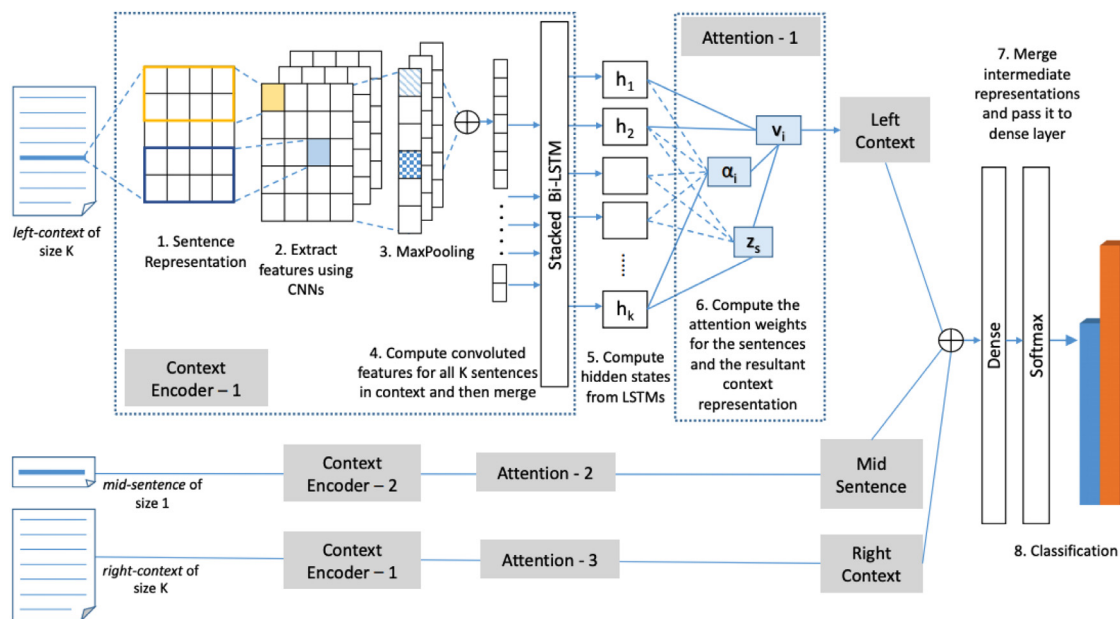 left-context of
size K
1. Sentence
Representation
2. Extract
features using
CNNs
3. MaxPooling
Context
Encoder – 1
4. Compute convoluted
features for all K sentences
in context and then merge
Stacked Bi-LSTM
h1
h2
hk
5. Compute
hidden states
from LSTMs
Attention - 1
vi
αi
zs
6. Compute the
attention weights
for the sentences
and the resultant
context
representation
Left
Context
7. Merge
intermediate
representations
and pass it to
dense layer
Dense
Softmax
8. Classification
mid-sentence of
size 1
Context
Encoder – 2
Attention - 2
Mid
Sentence
right-context of
size K
Context
Encoder – 1
Attention - 3
Right
Context